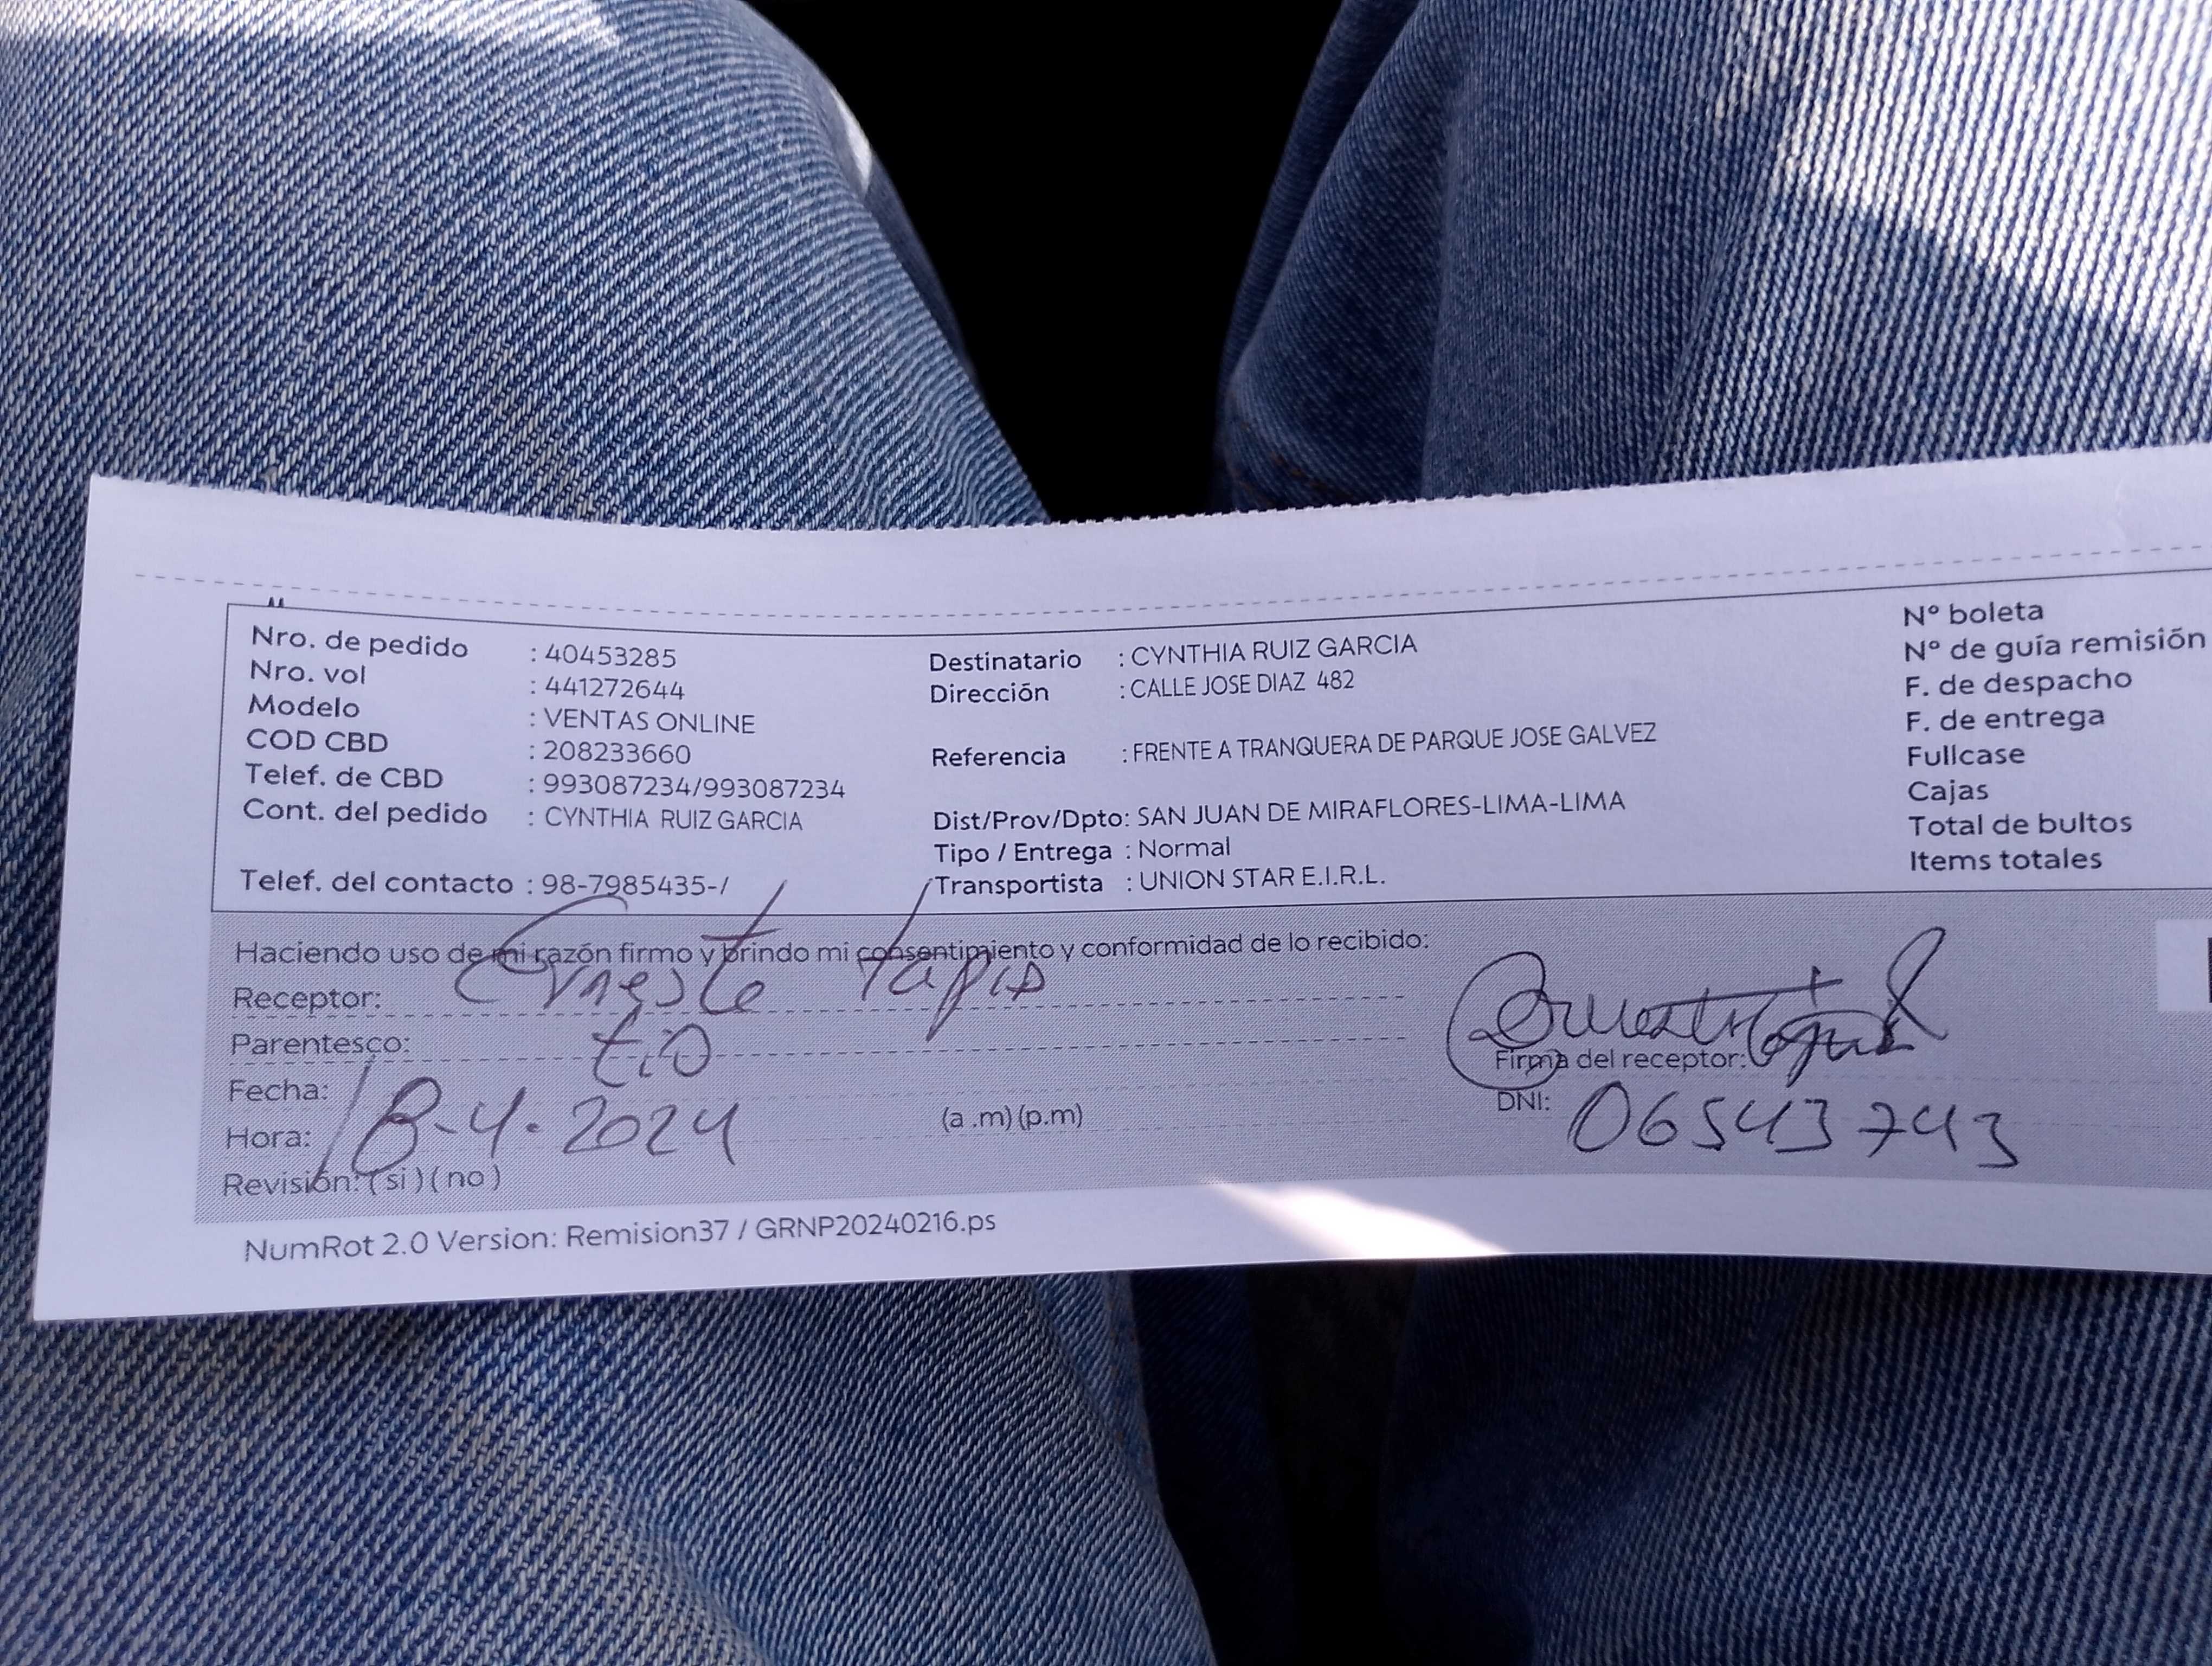 Nro. de pedido : 40453285
Nro. vol : 441272644
Modelo : VENTAS ONLINE
COD CBD : 208233660
Telef. de CBD : 993087234/993087234
Cont. del pedido : CYNTHIA RUIZ GARCIA
Telef. del contacto : 98-7985435-/
Destinatario : CYNTHIA RUIZ GARCIA
Dirección : CALLE JOSE DIAZ 482
Referencia : FRENTE A TRANQUERA DE PARQUE JOSE GALVEZ
Dist/Prov/Dpto: SAN JUAN DE MIRAFLORES-LIMA-LIMA
Tipo / Entrega : Normal
Transportista : UNION STAR E.I.R.L.
N° boleta
N° de guía remisión
F. de despacho
F. de entrega
Fullcase
Cajas
Total de bultos
Items totales
Haciendo uso de mi razón firmo y brindo mi consentimiento y conformidad de lo recibido:
Receptor: Ernesto tapia
Parentesco: tio
Fecha: 18-4-2024
Hora: (a.m)(p.m)
Revisión: (si)(no)
Firma del receptor:
DNI: 06543743
NumRot 2.0 Version: Remision37 / GRNP20240216.ps